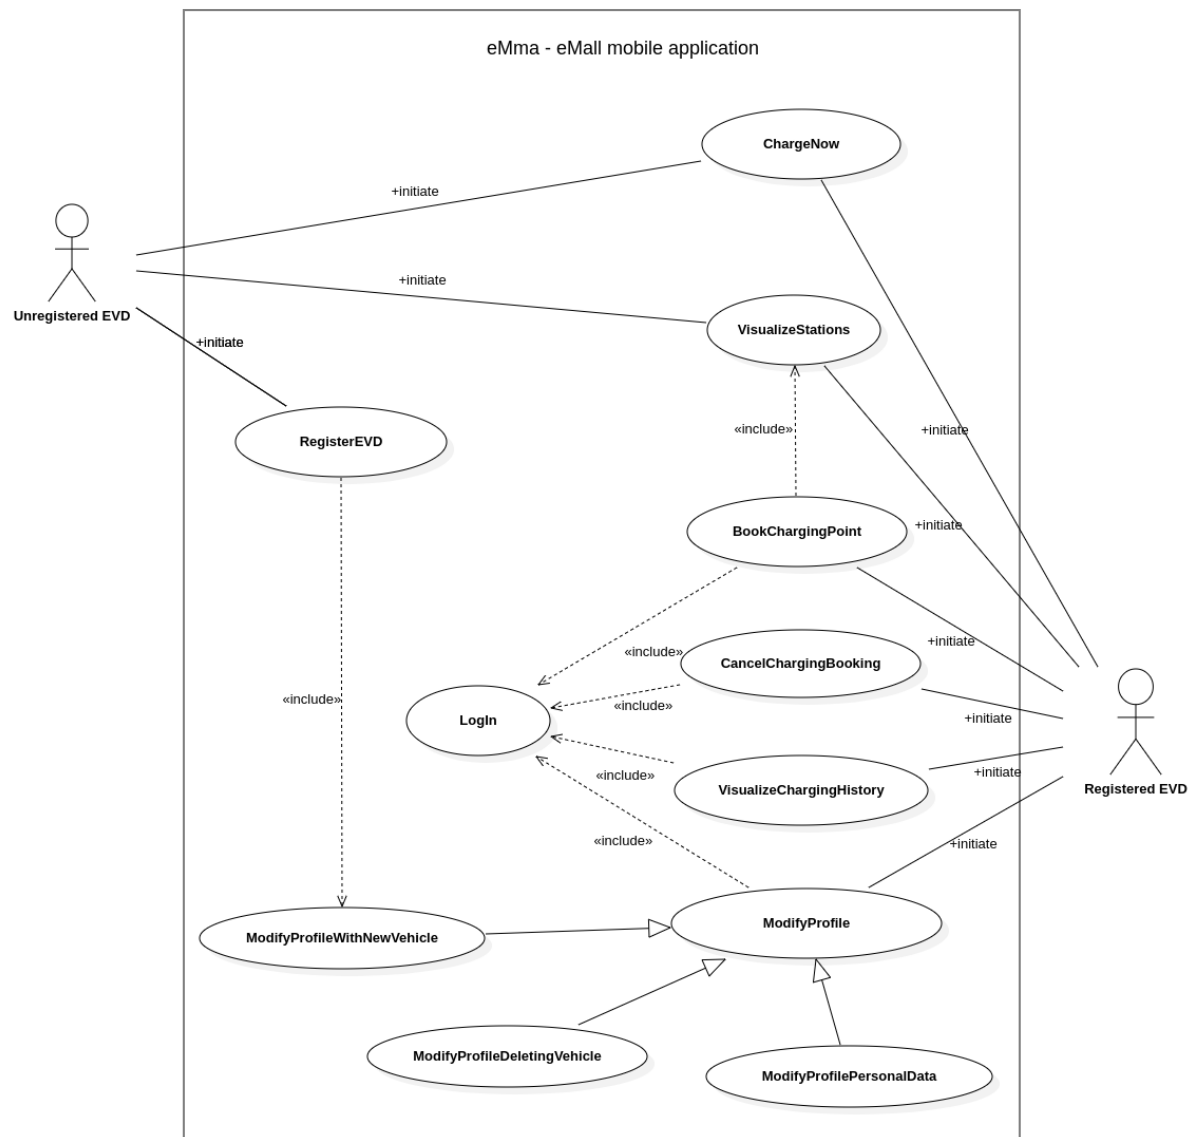 eMma - eMall mobile application
ChargeNow
+initiate
+initiate
Unregistered EVD
VisualizeStations
+initiate
«include»
+initiate
RegisterEVD
+initiate
BookChargingPoint
+initiate
«include»
CancelChargingBooking
«include»
«include»
LogIn
+initiate
+initiate
«include»
VisualizeChargingHistory
Registered EVD
«include»
+initiate
ModifyProfile
ModifyProfileWithNewVehicle
ModifyProfileDeletingVehicle
ModifyProfilePersonalData